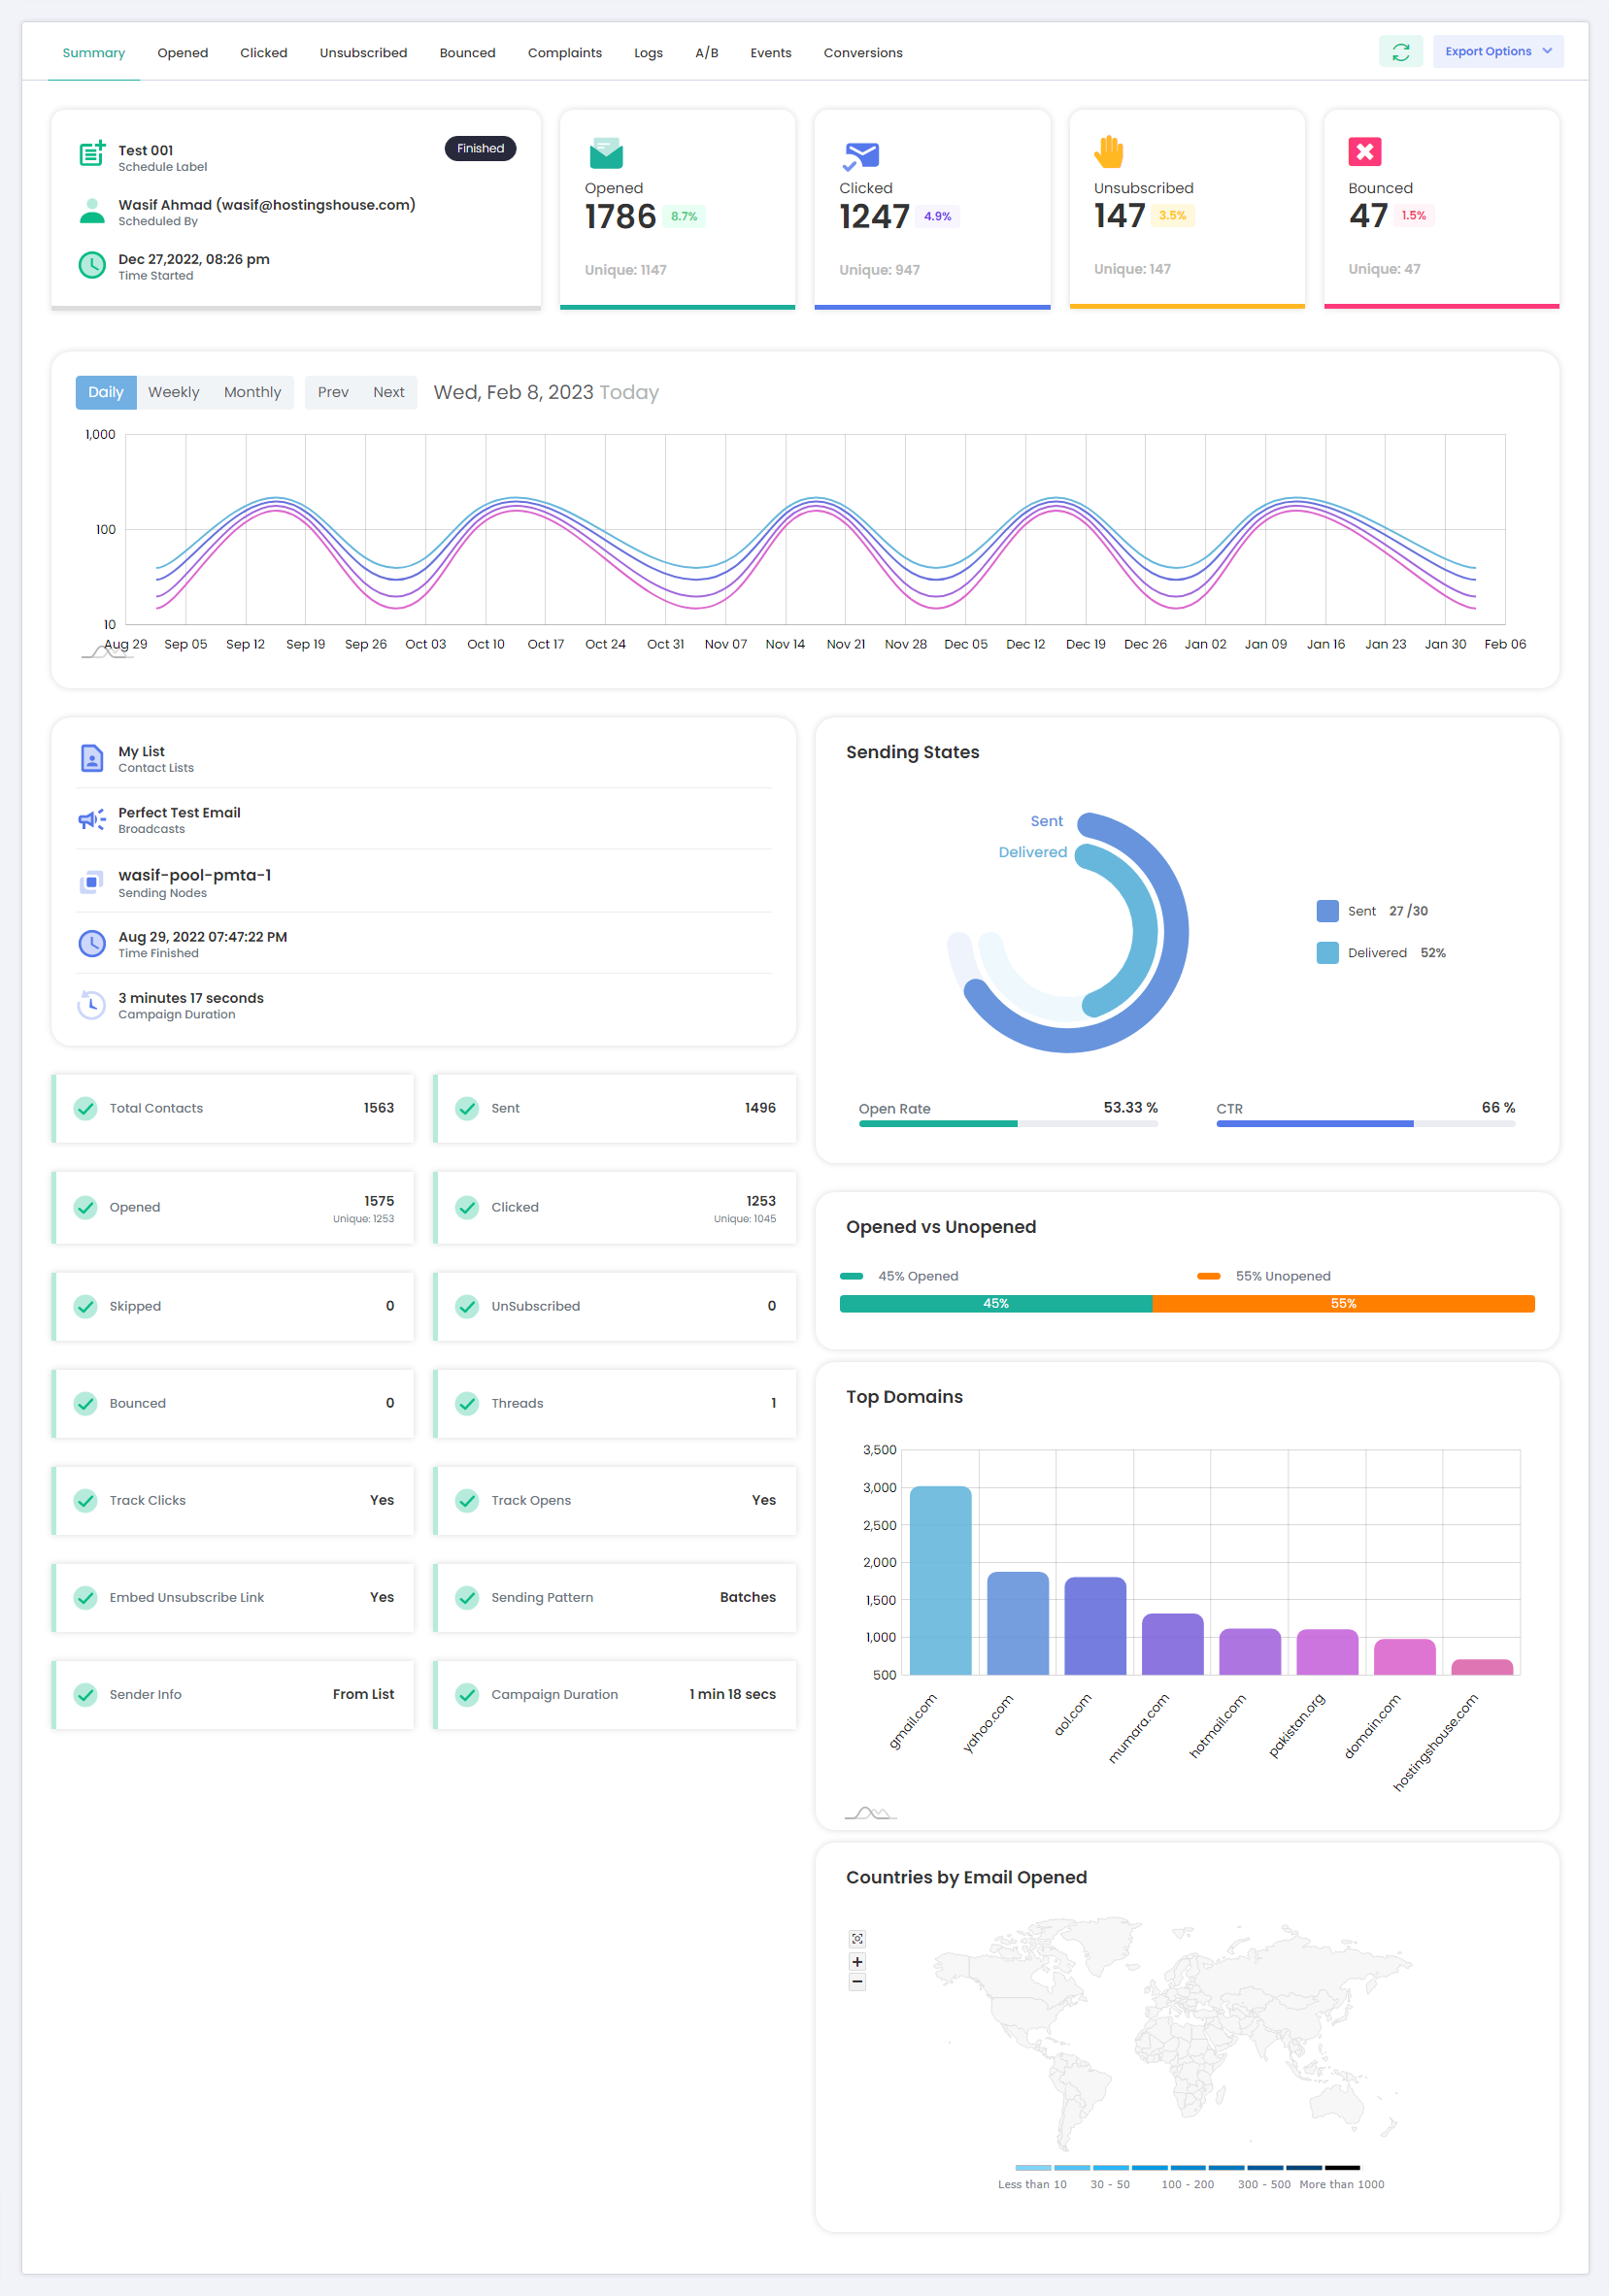 Summary Opened Clicked Unsubscribed Bounced Complaints Logs A/B Events Conversions Export Options
Test 001 Finished
Schedule Label
Wasif Ahmad (wasif@hostingshouse.com)
Scheduled By
Dec 27,2022, 08:26 pm
Time Started
Opened
1786 8.7%
Unique: 1147
Clicked
1247 4.9%
Unique: 947
Unsubscribed
147 3.5%
Unique: 147
Bounced
47 1.5%
Unique: 47
Daily Weekly Monthly Prev Next Wed, Feb 8, 2023 Today
1,000
100
10
Aug 29 Sep 05 Sep 12 Sep 19 Sep 26 Oct 03 Oct 10 Oct 17 Oct 24 Oct 31 Nov 07 Nov 14 Nov 21 Nov 28 Dec 05 Dec 12 Dec 19 Dec 26 Jan 02 Jan 09 Jan 16 Jan 23 Jan 30 Feb 06
My List
Contact Lists
Perfect Test Email
Broadcasts
wasif-pool-pmta-1
Sending Nodes
Aug 29, 2022 07:47:22 PM
Time Finished
3 minutes 17 seconds
Campaign Duration
Total Contacts 1563
Sent 1496
Opened 1575
Unique: 1253
Clicked 1253
Unique: 1045
Skipped 0
UnSubscribed 0
Bounced 0
Threads 1
Track Clicks Yes
Track Opens Yes
Embed Unsubscribe Link Yes
Sending Pattern Batches
Sender Info From List
Campaign Duration 1 min 18 secs
Sending States
Sent
Delivered
Sent 27 /30
Delivered 52%
Open Rate 53.33 %
CTR 66 %
Opened vs Unopened
45% Opened 55% Unopened
45% 55%
Top Domains
3,500
3,000
2,500
2,000
1,500
1,000
500
gmail.com yahoo.com aol.com mumara.com hotmail.com pakistan.org domain.com hostingshouse.com
Countries by Email Opened
+
−
Less than 10 30 - 50 100 - 200 300 - 500 More than 1000